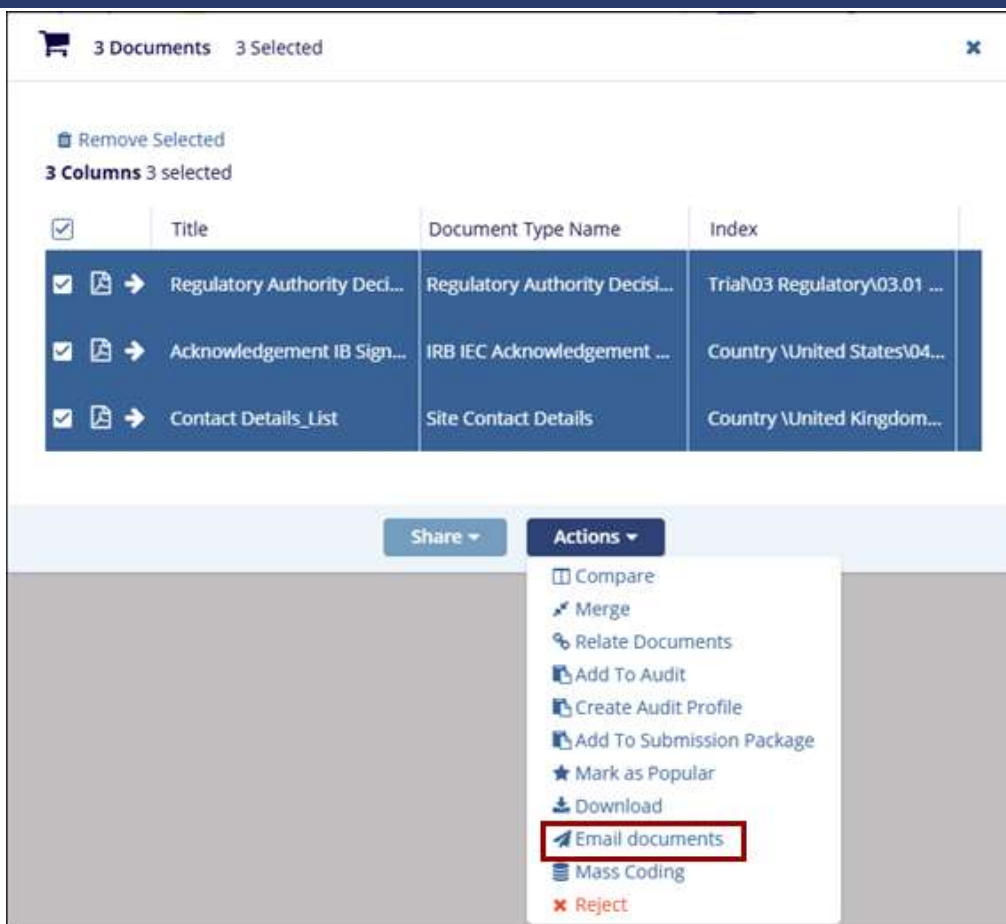 3 Documents 3 Selected
Remove Selected
3 Columns 3 selected
Title Document Type Name Index
Regulatory Authority Deci... Regulatory Authority Decisi... Trial\03 Regulatory\03.01 ...
Acknowledgement IB Sign... IRB IEC Acknowledgement ... Country \United States\04...
Contact Details_List Site Contact Details Country \United Kingdom...
Share Actions
Compare
Merge
Relate Documents
Add To Audit
Create Audit Profile
Add To Submission Package
Mark as Popular
Download
Email documents
Mass Coding
Reject